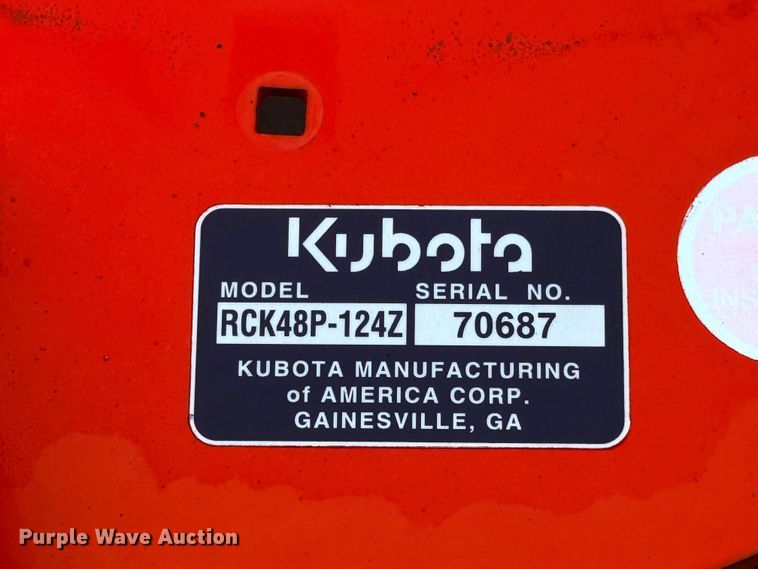 Kubota
MODEL SERIAL NO.
RCK48P-124Z 70687
KUBOTA MANUFACTURING
of AMERICA CORP.
GAINESVILLE, GA
Purple Wave Auction